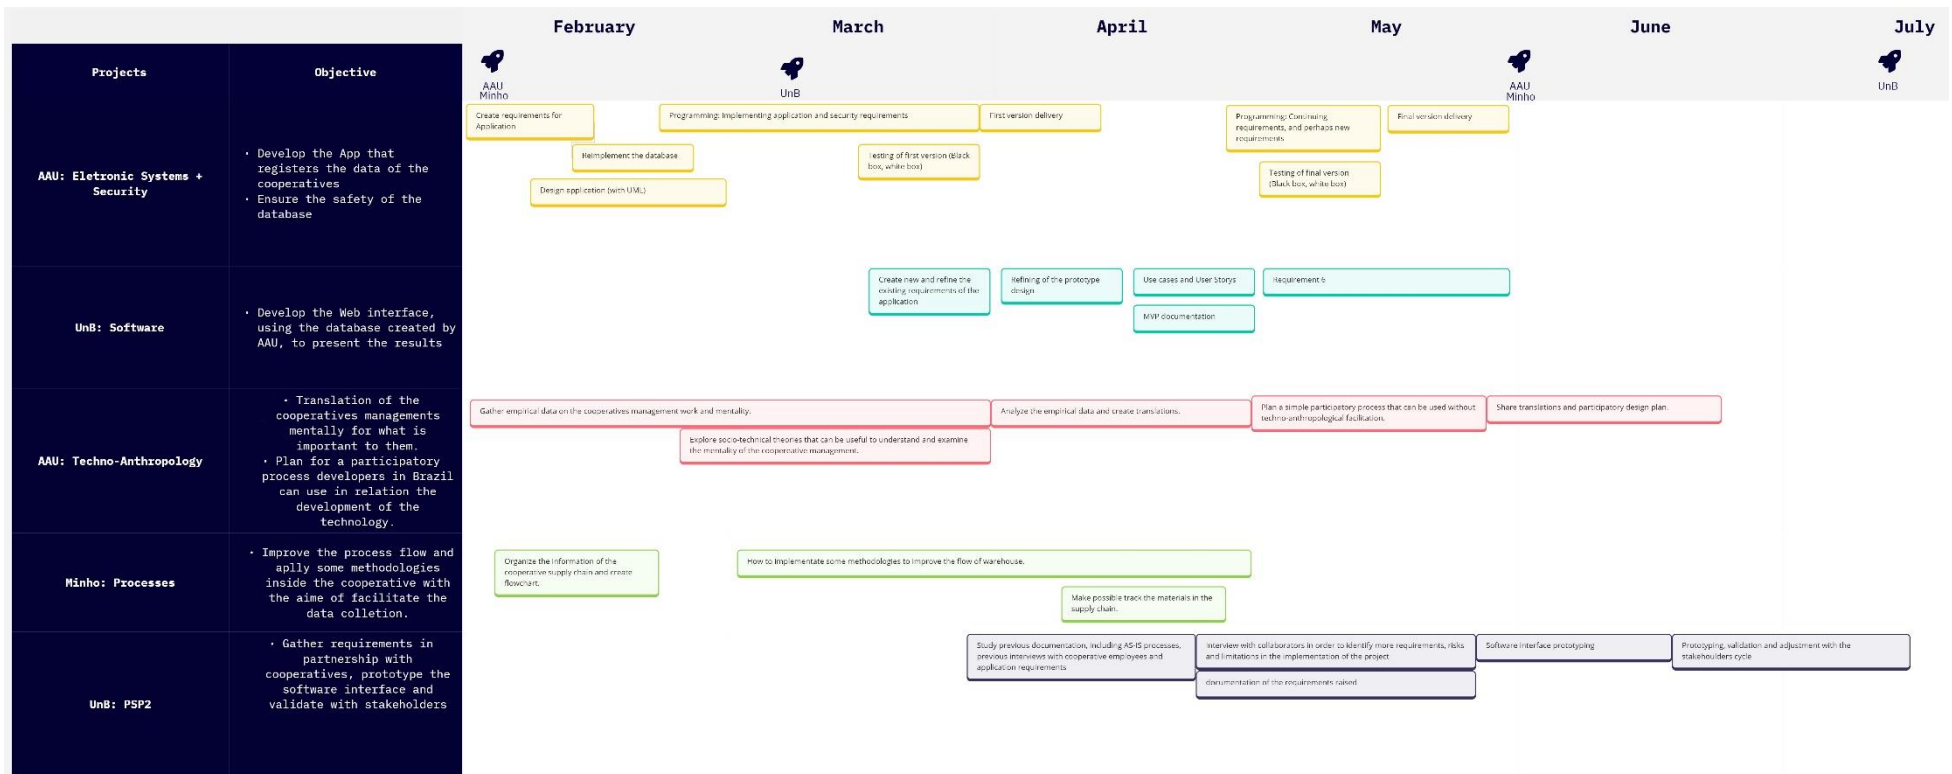 February
March
April
May
June
July
Projects
Objective
AAU
Minho
UnB
AAU
Minho
UnB
AAU: Eletronic Systems +
Security
· Develop the App that
registers the data of the
cooperatives
· Ensure the safety of the
database
Create requirements for
Application
Programming: Implementing application and security requirements
First version delivery
Programming: Continuing
requirements, and perhaps new
requirements
Final version delivery
Reimplement the database
Testing of first version (Black
box, white box)
Testing of final version
(Black box, white box)
Design application (with UML)
UnB: Software
· Develop the Web interface,
using the database created by
AAU, to present the results
Create new and refine the
existing requirements of the
application
Refining of the prototype
design
Use cases and User Storys
Requirement 6
MVP documentation
AAU: Techno-Anthropology
· Translation of the
cooperatives managements
mentally for what is
important to them.
· Plan for a participatory
process developers in Brazil
can use in relation the
development of the
technology.
Gather empirical data on the cooperatives management work and mentality.
Analyze the empirical data and create translations.
Plan a simple participatory process that can be used without
techno-anthropological facilitation.
Share translations and participatory design plan.
Explore socio-technical theories that can be useful to understand and examine
the mentality of the coopereative management.
Minho: Processes
· Improve the process flow and
aplly some methodologies
inside the cooperative with
the aime of facilitate the
data colletion.
Organize the information of the
cooperative supply chain and create
flowchart.
How to Implementate some methodologies to improve the flow of warehouse.
Make possible track the materials in the
supply chain.
UnB: PSP2
· Gather requirements in
partnership with
cooperatives, prototype the
software interface and
validate with stakeholders
Study previous documentation, including AS-IS processes,
previous interviews with cooperative employees and
application requirements
Interview with collaborators in order to identify more requirements, risks
and limitations in the implementation of the project
Software interface prototyping
Prototyping, validation and adjustment with the
stakehoulders cycle
documentation of the requirements raised